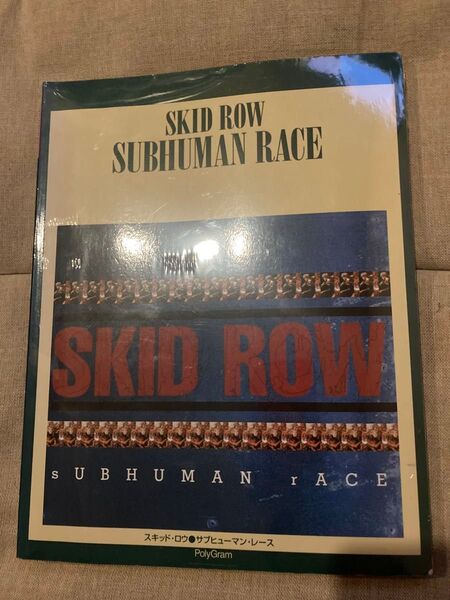 SKID ROW
SUBHUMAN RACE
SKID ROW
sUBHUMAN rACE
スキッド・ロウ●サブヒューマン・レース
PolyGram